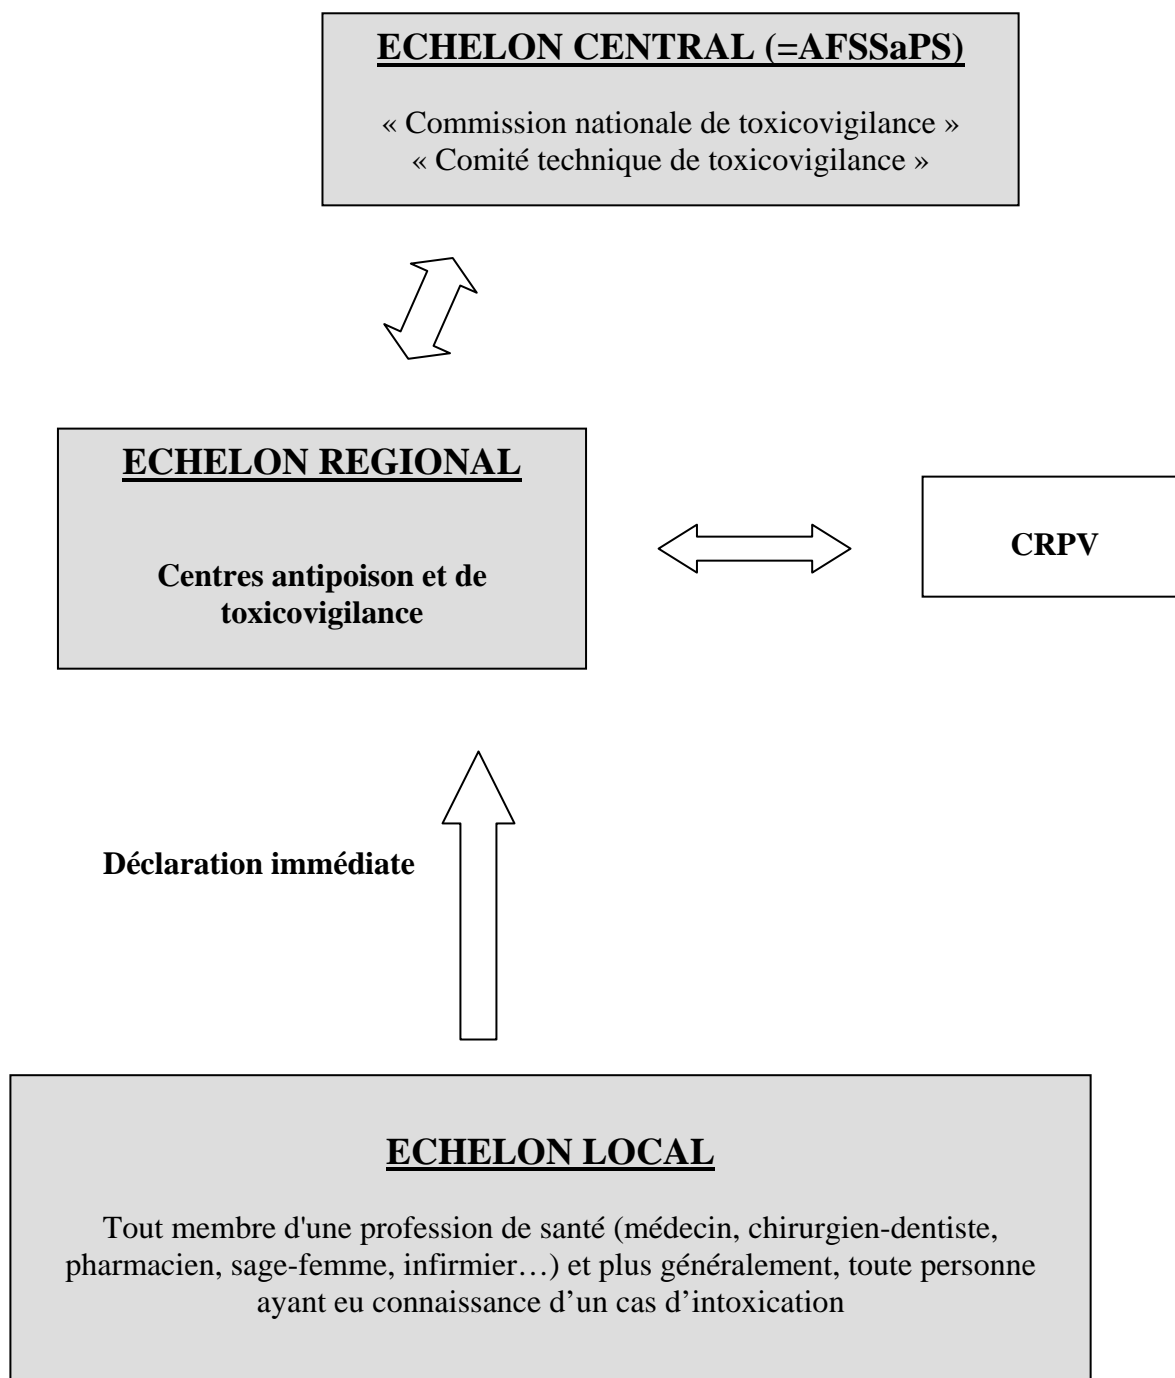 ECHELON CENTRAL (=AFSSaPS)
« Commission nationale de toxicovigilance »
« Comité technique de toxicovigilance »
ECHELON REGIONAL
Centres antipoison et de
toxicovigilance
CRPV
Déclaration immédiate
ECHELON LOCAL
Tout membre d'une profession de santé (médecin, chirurgien-dentiste,
pharmacien, sage-femme, infirmier…) et plus généralement, toute personne
ayant eu connaissance d’un cas d’intoxication